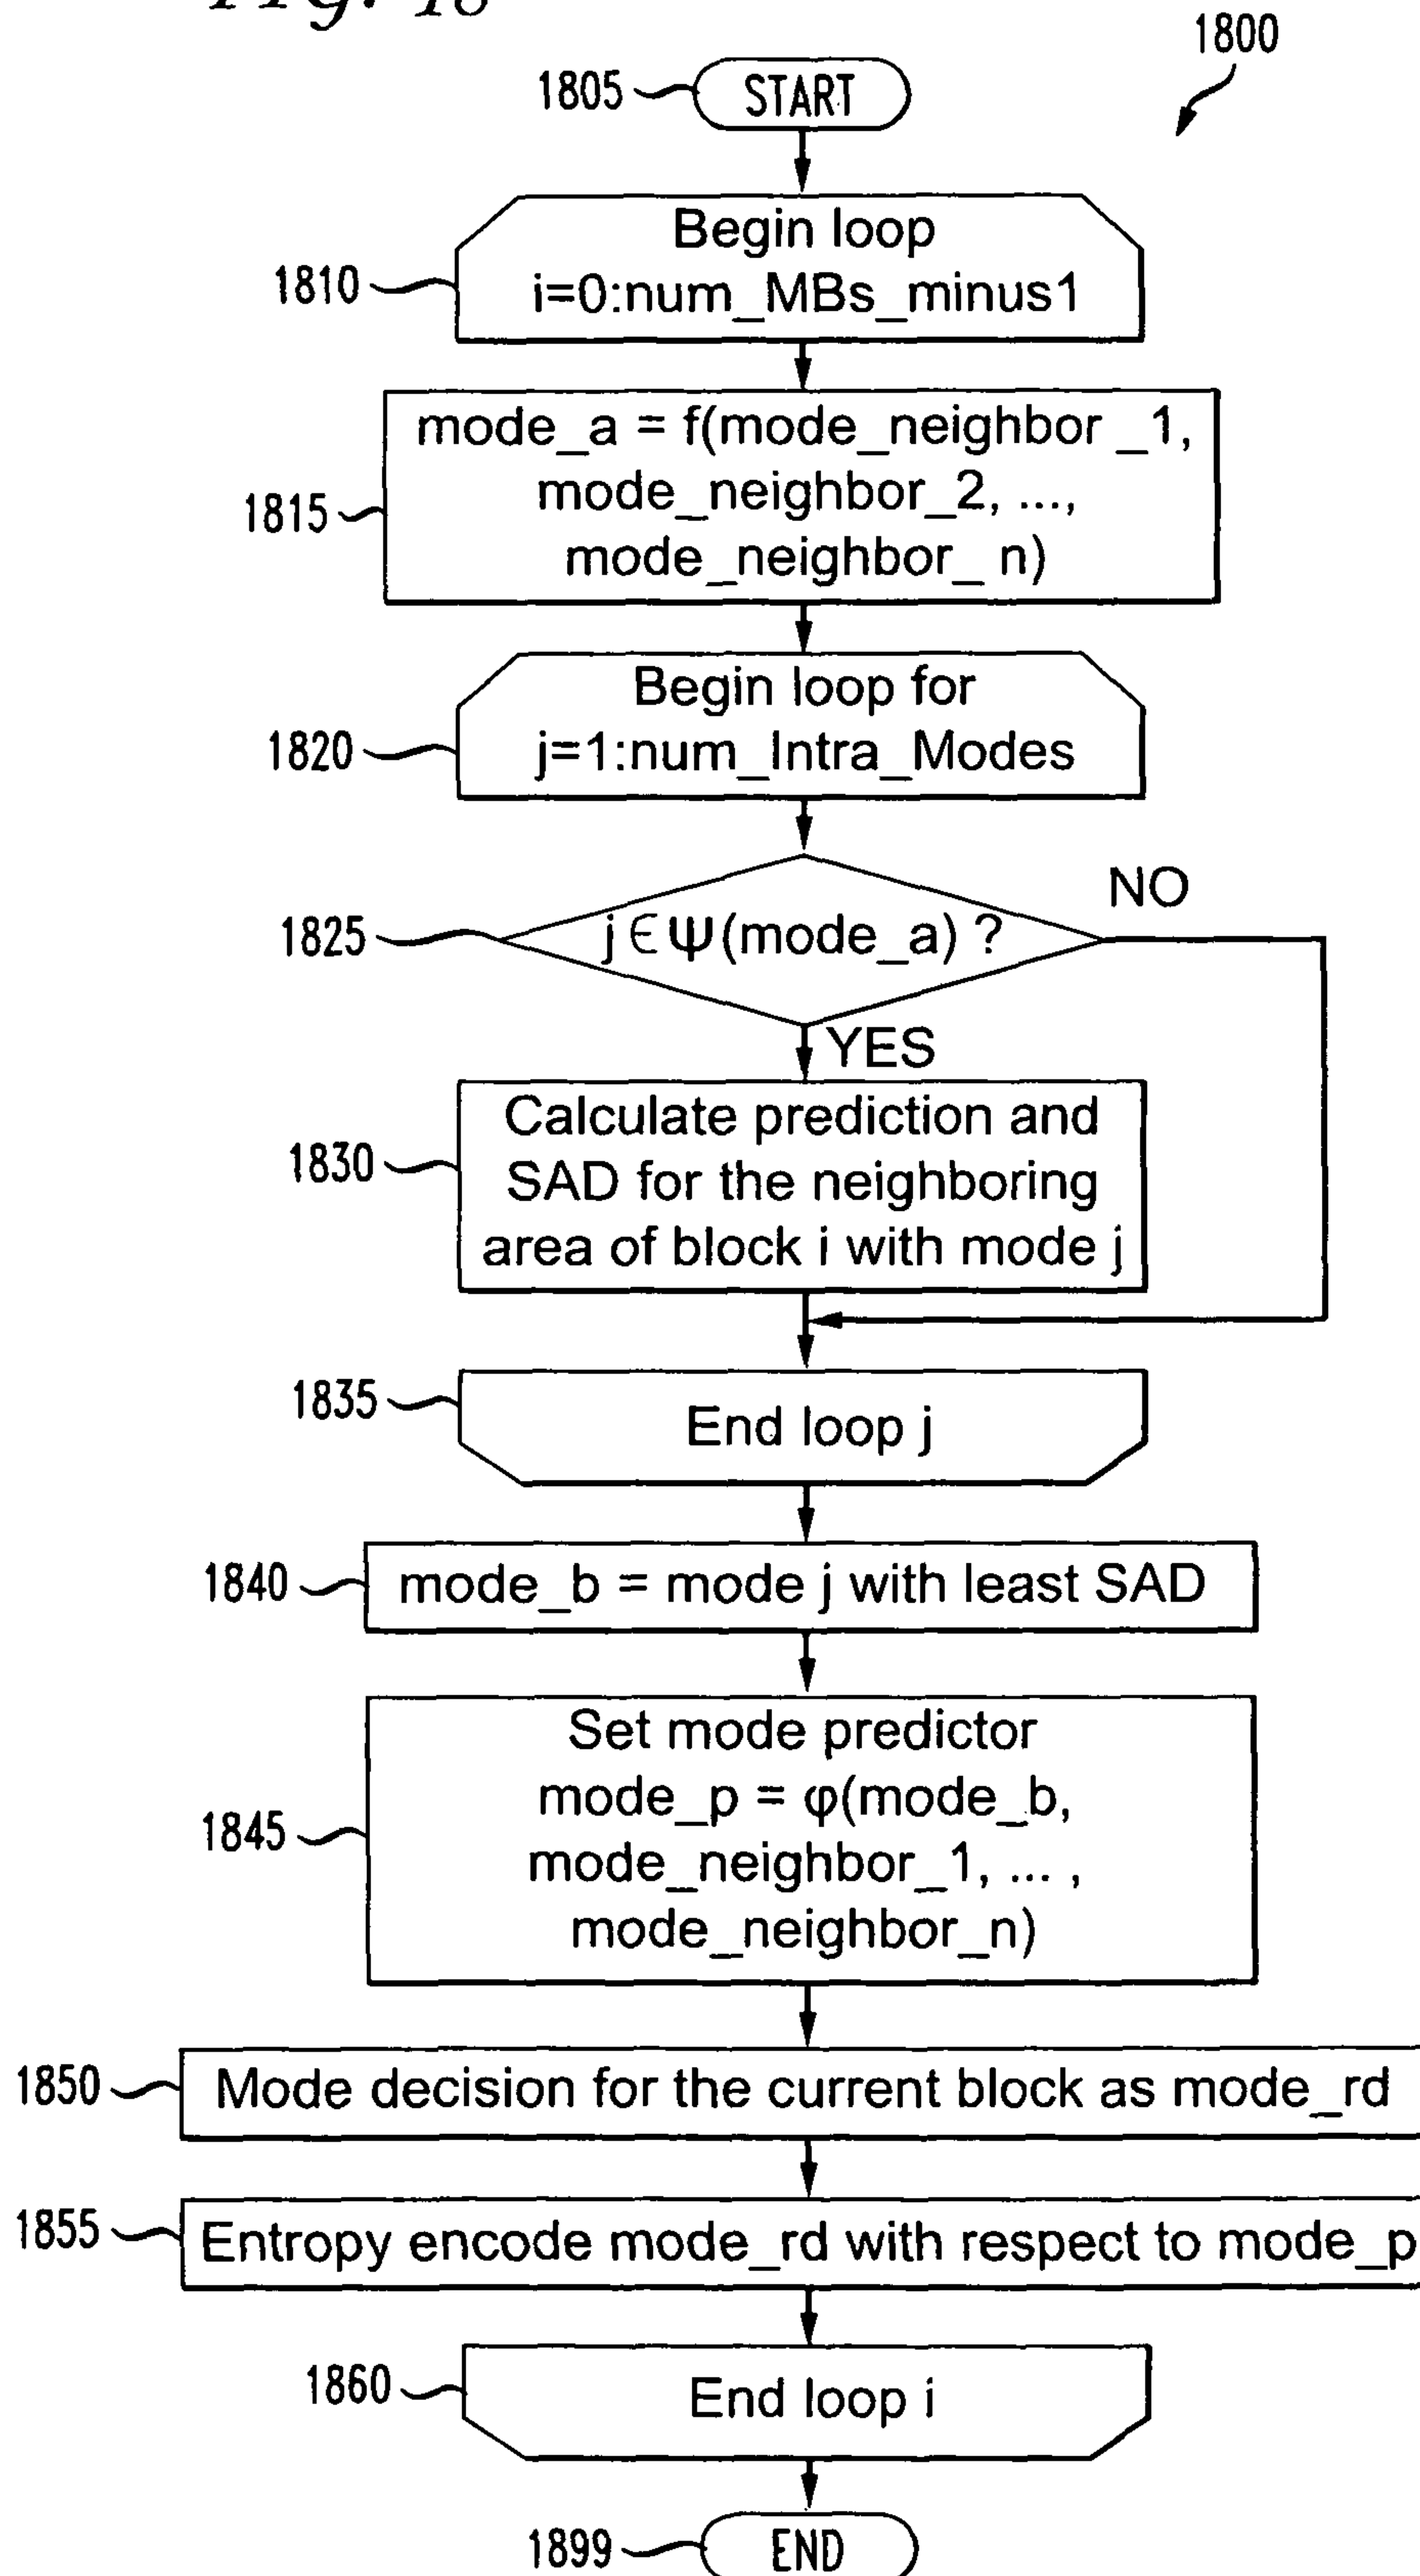 FIG. 18
1800
1805
START
1810
Begin loop
i=0:num_MBs_minus1
1815
mode_a = f(mode_neighbor _1,
mode_neighbor_2, ...,
mode_neighbor_ n)
1820
Begin loop for
j=1:num_Intra_Modes
1825
j ∈ Ψ(mode_a) ?
NO
YES
1830
Calculate prediction and
SAD for the neighboring
area of block i with mode j
1835
End loop j
1840
mode_b = mode j with least SAD
1845
Set mode predictor
mode_p = φ(mode_b,
mode_neighbor_1, ... ,
mode_neighbor_n)
1850
Mode decision for the current block as mode_rd
1855
Entropy encode mode_rd with respect to mode_p
1860
End loop i
1899
END